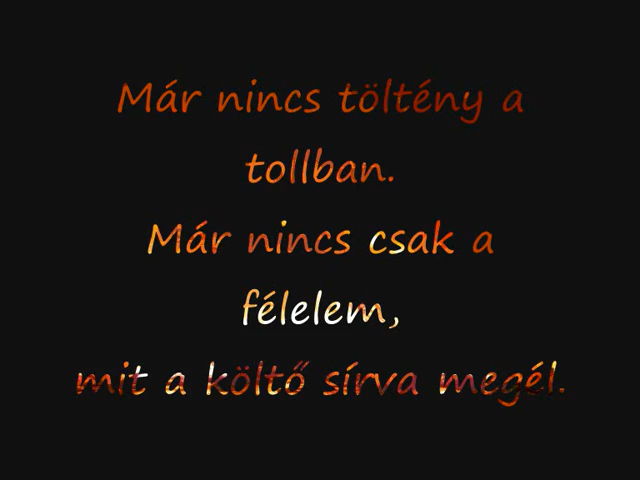 Már nincs töltény a
tollban.
Már nincs csak a
félelem,
mit a költő sírva megél.